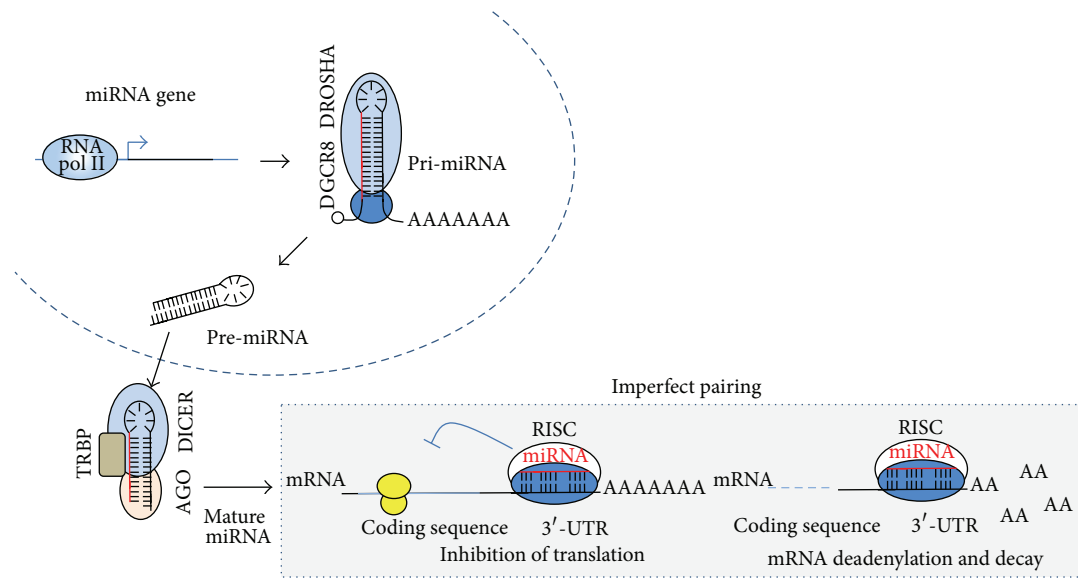 miRNA gene
RNA
pol II
DGCR8 DROSHA
Pri-miRNA
AAAAAAA
Pre-miRNA
TRBP
AGO DICER
Mature
miRNA
Imperfect pairing
RISC
miRNA
mRNA
AAAAAAA
Coding sequence
3′-UTR
Inhibition of translation
RISC
miRNA
mRNA
AA
AA
AA
AA
Coding sequence
3′-UTR
mRNA deadenylation and decay